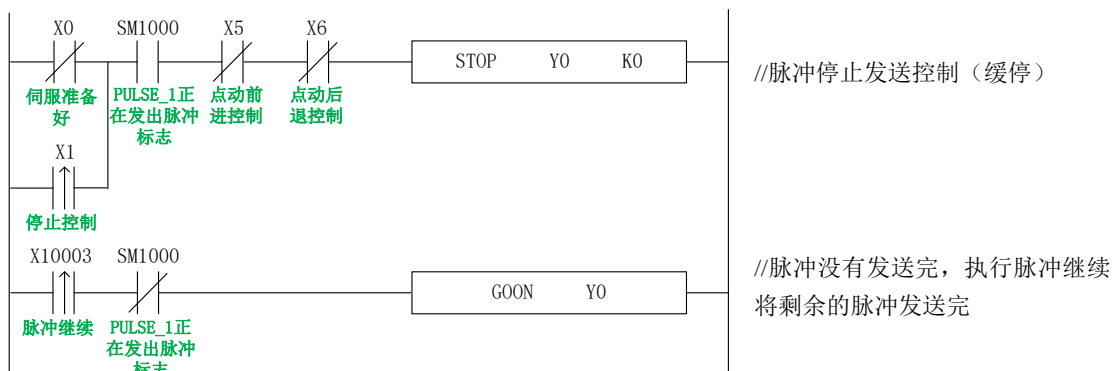 X0 SM1000 X5 X6
STOP Y0 K0
//脉冲停止发送控制（缓停）
伺服准备 PULSE_1正 点动前 点动后
好 在发出脉冲 进控制 退控制
标志
X1
停止控制
X10003 SM1000
GOON Y0
//脉冲没有发送完，执行脉冲继续
将剩余的脉冲发送完
脉冲继续 PULSE_1正
在发出脉冲
标志